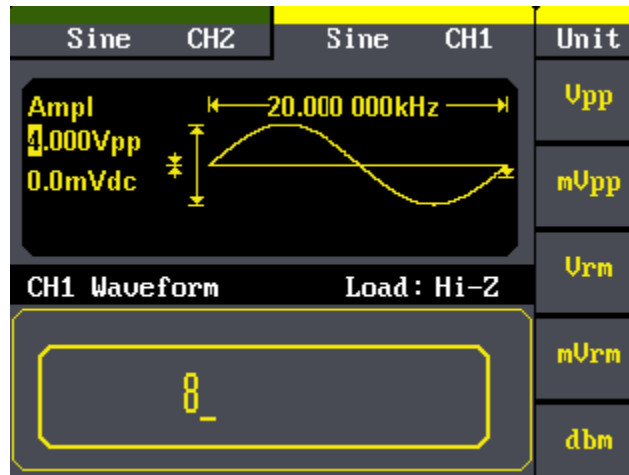 Sine CH2 Sine CH1 Unit
Ampl 20.000 000kHz Vpp
4.000Vpp
0.0mVdc mVpp
Vrm
CH1 Waveform Load: Hi-Z
mVrm
8_
dbm